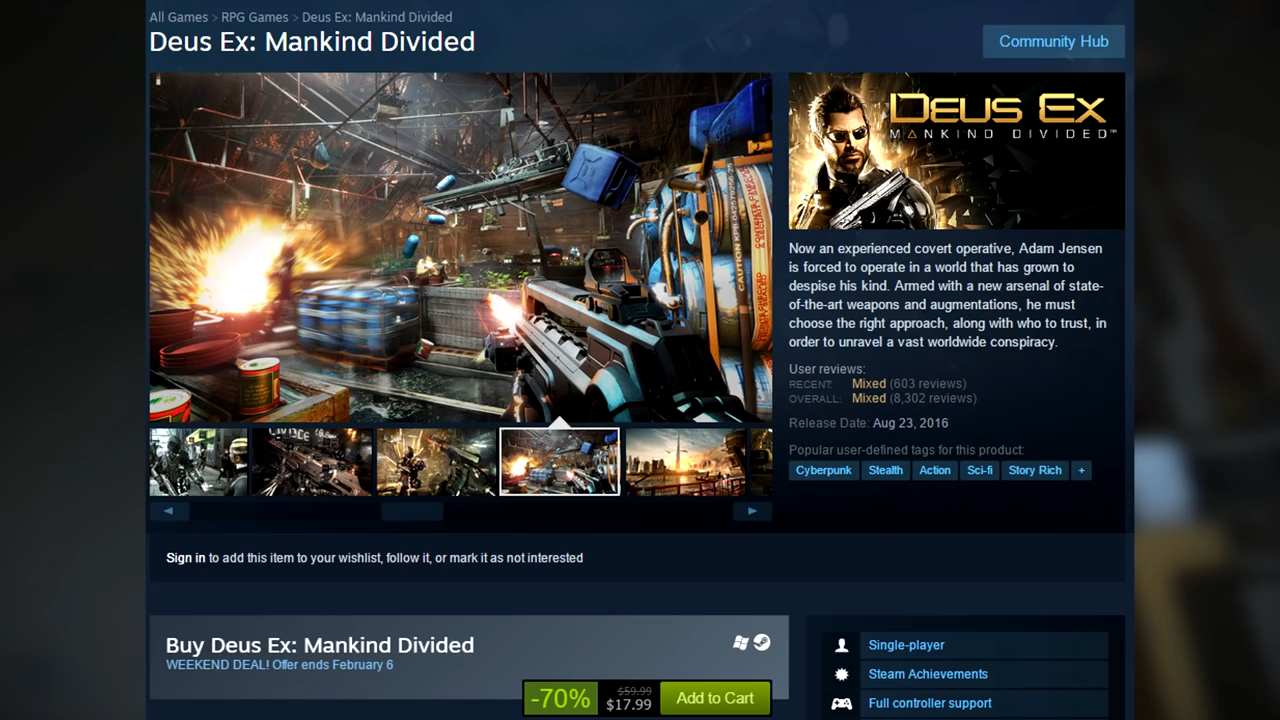 All Games > RPG Games > Deus Ex: Mankind Divided
Deus Ex: Mankind Divided
Community Hub
DEUS EX
MANKIND DIVIDED™
Now an experienced covert operative, Adam Jensen
is forced to operate in a world that has grown to
despise his kind. Armed with a new arsenal of state-
of-the-art weapons and augmentations, he must
choose the right approach, along with who to trust, in
order to unravel a vast worldwide conspiracy.
User reviews:
RECENT: Mixed (603 reviews)
OVERALL: Mixed (8,302 reviews)
Release Date: Aug 23, 2016
Popular user-defined tags for this product:
Cyberpunk Stealth Action Sci-fi Story Rich +
Sign in to add this item to your wishlist, follow it, or mark it as not interested
Buy Deus Ex: Mankind Divided
WEEKEND DEAL! Offer ends February 6
-70% $59.99 $17.99 Add to Cart
Single-player
Steam Achievements
Full controller support